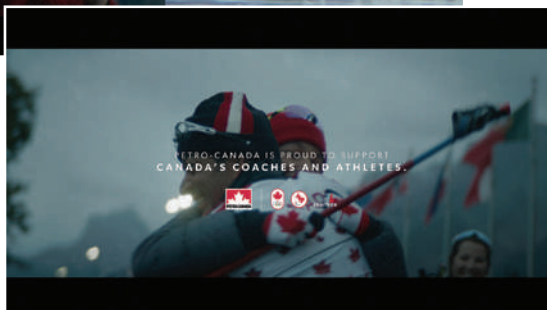 PETRO-CANADA IS PROUD TO SUPPORT
CANADA'S COACHES AND ATHLETES.